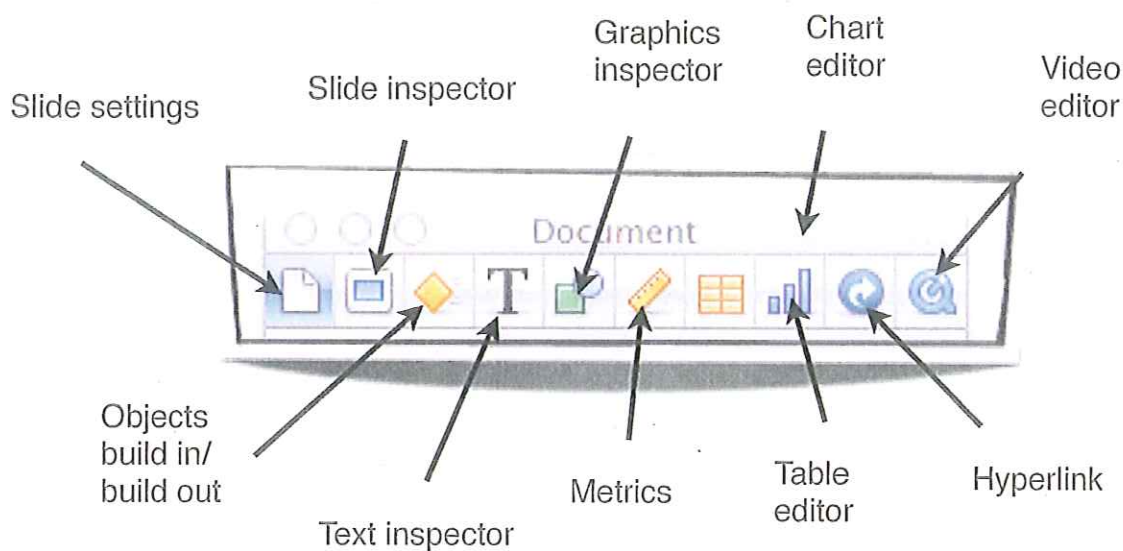 Graphics
inspector
Chart
editor
Video
editor
Slide inspector
Slide settings
Document
T
Objects
build in/
build out
Text inspector
Metrics
Table
editor
Hyperlink